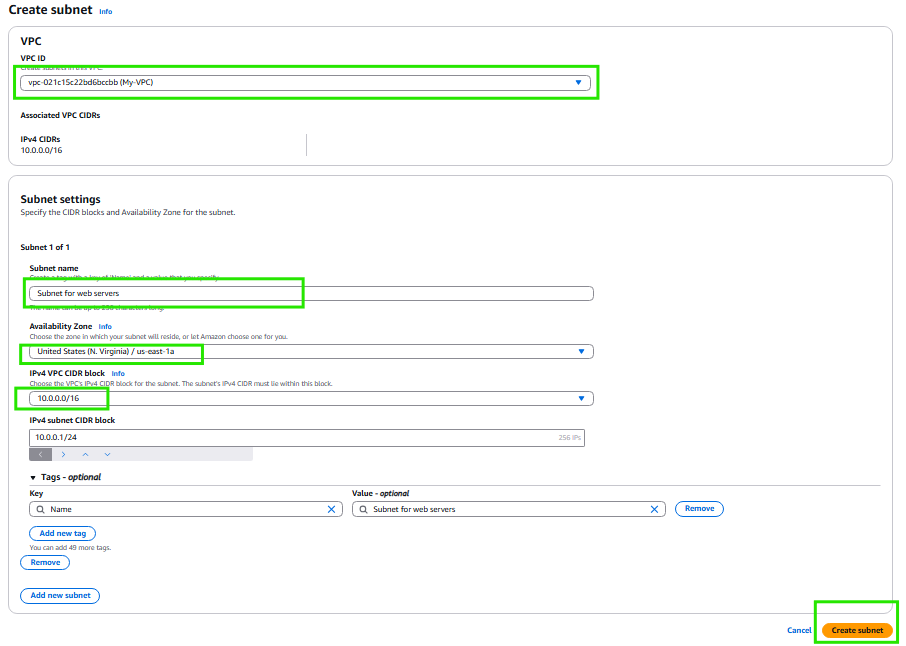 Create subnet Info
VPC
VPC ID
Create subnets in this VPC.
vpc-021c15c22bd6bccbb (My-VPC)
Associated VPC CIDRs
IPv4 CIDRs
10.0.0.0/16
Subnet settings
Specify the CIDR blocks and Availability Zone for the subnet.
Subnet 1 of 1
Subnet name
Create a tag with a key of 'Name' and a value that you specify.
Subnet for web servers
The name can be up to 256 characters long.
Availability Zone Info
Choose the zone in which your subnet will reside, or let Amazon choose one for you.
United States (N. Virginia) / us-east-1a
IPv4 VPC CIDR block Info
Choose the VPC's IPv4 CIDR block for the subnet. The subnet's IPv4 CIDR must lie within this block.
10.0.0.0/16
IPv4 subnet CIDR block
10.0.0.1/24 256 IPs
Tags - optional
Key Value - optional
Name Subnet for web servers Remove
Add new tag
You can add 49 more tags.
Remove
Add new subnet
Cancel Create subnet